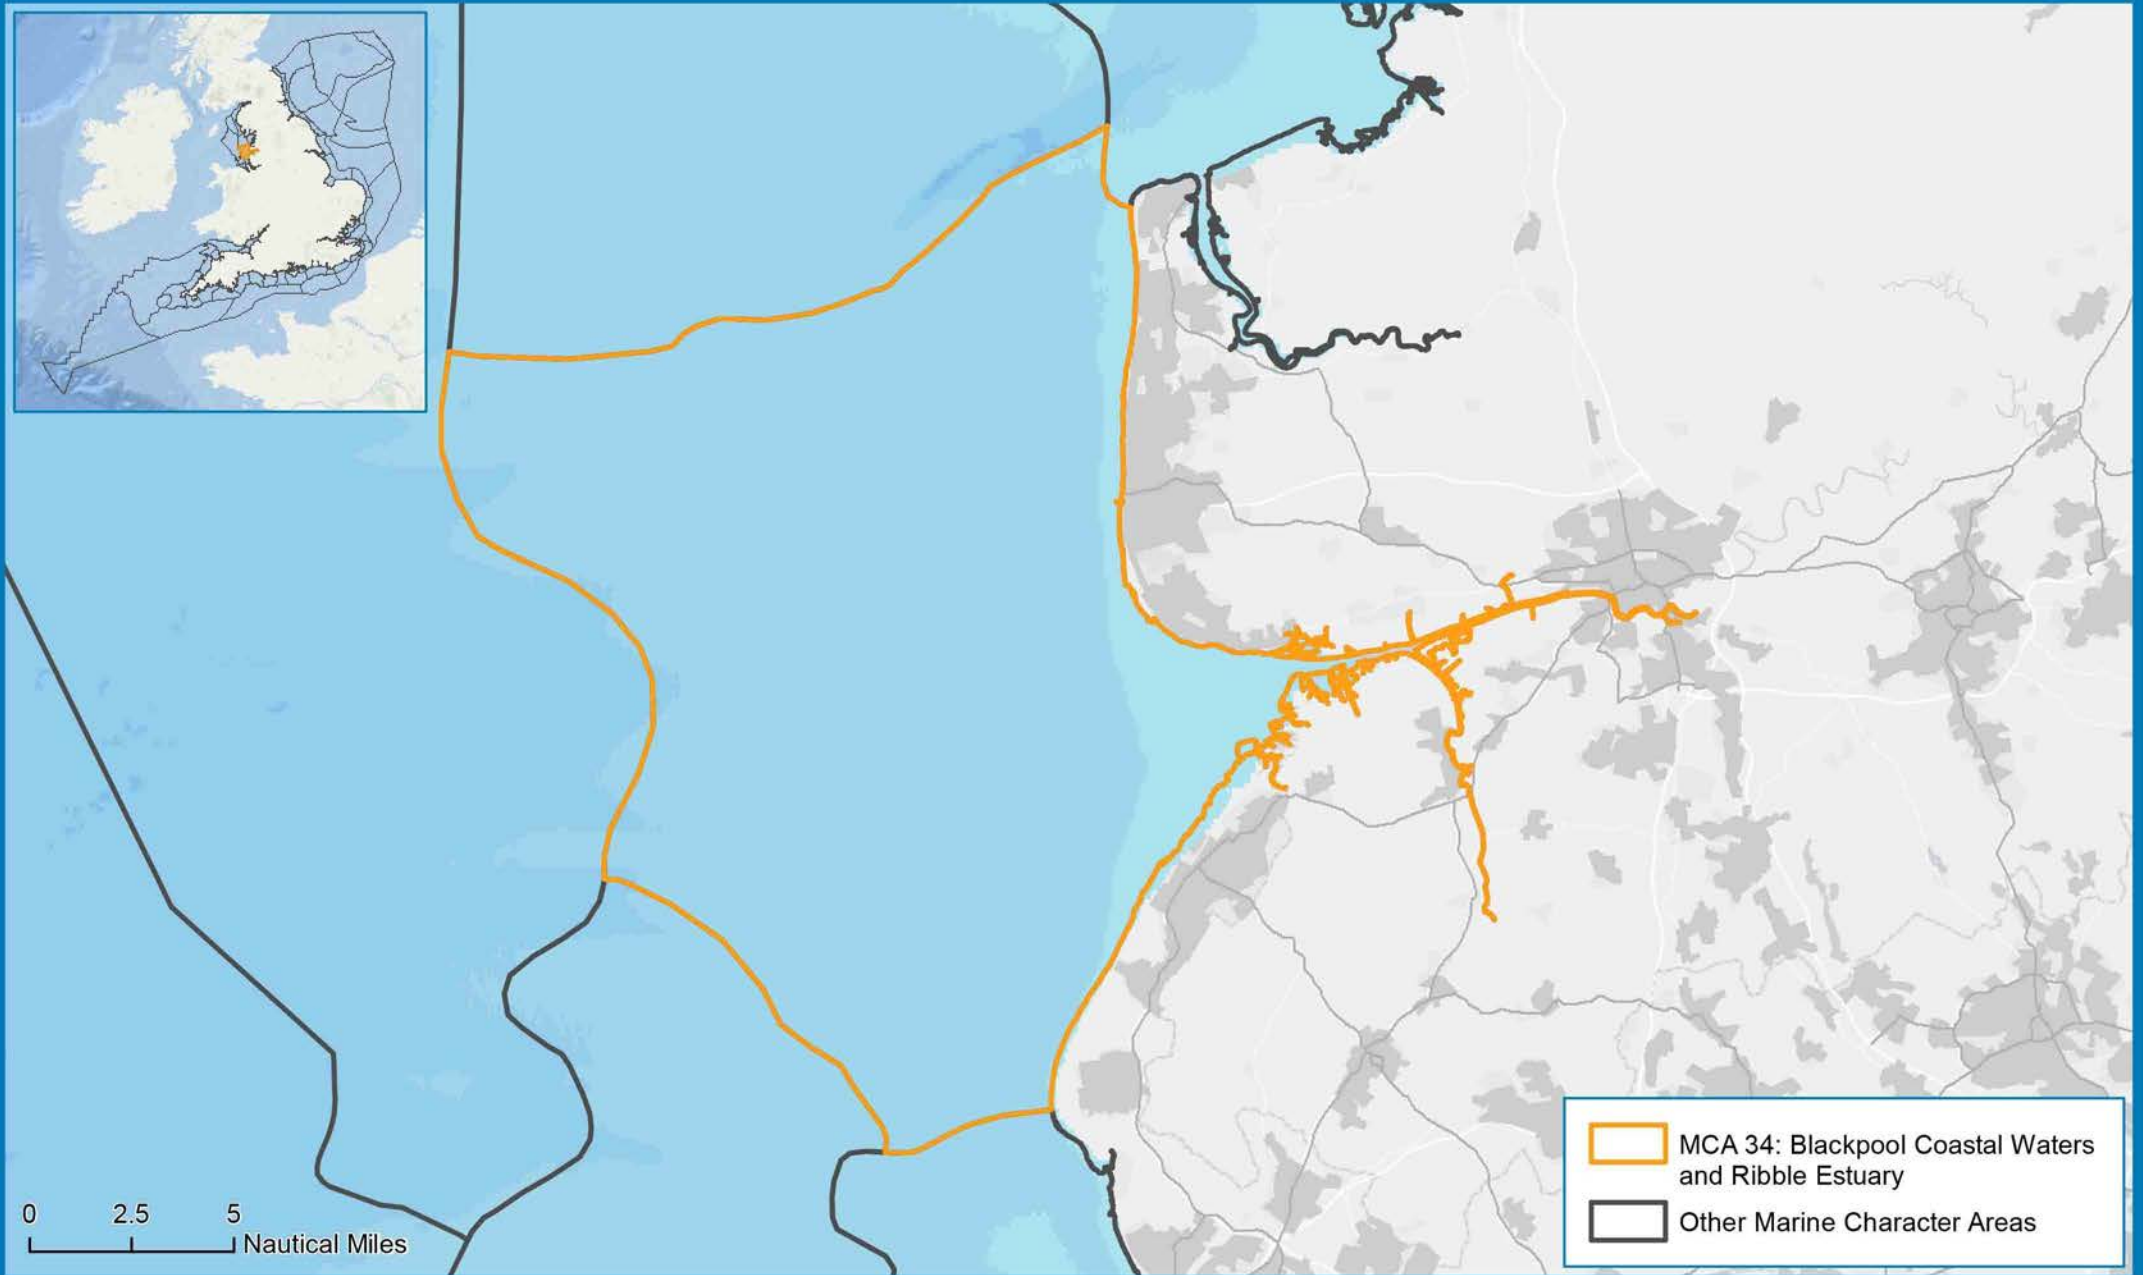 MCA 34: Blackpool Coastal Waters
and Ribble Estuary
Other Marine Character Areas
0 2.5 5
Nautical Miles